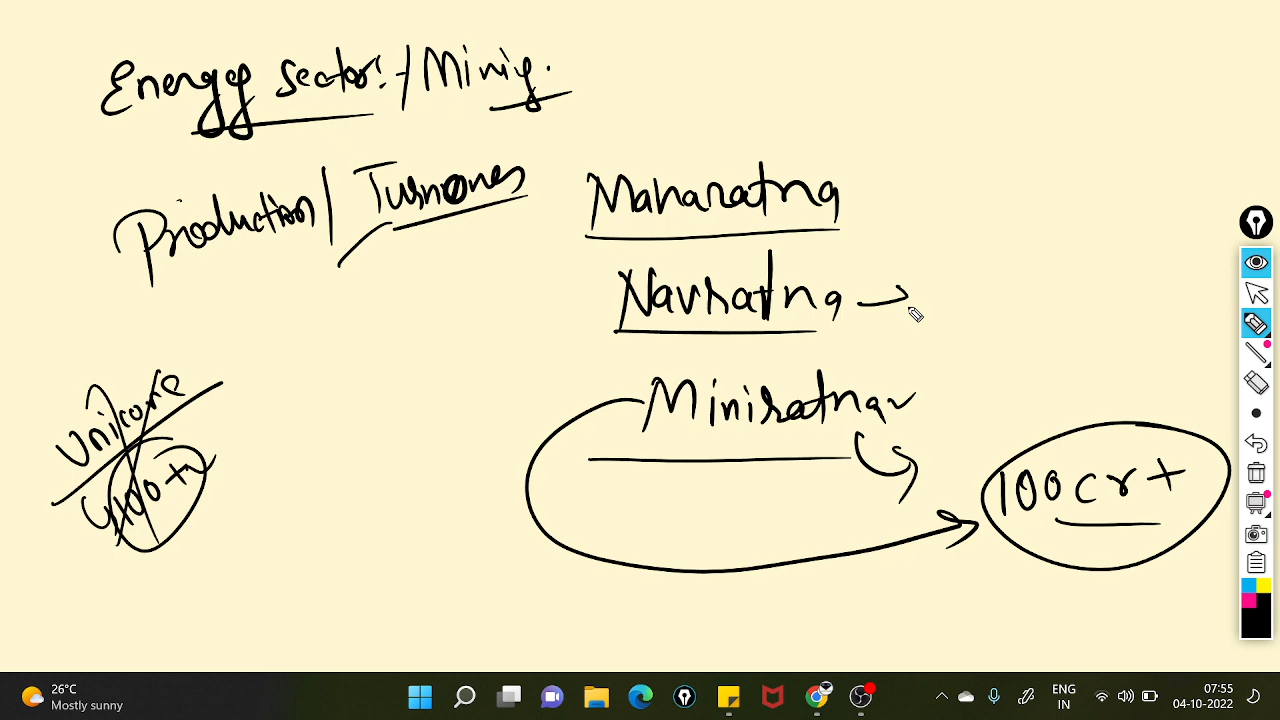 Energy sector:-/Mining.
Production/ Turnover
Maharatna
Navratna →
Miniratna
100 cr +
Unicore
26°C
Mostly sunny
ENG
IN
07:55
04-10-2022